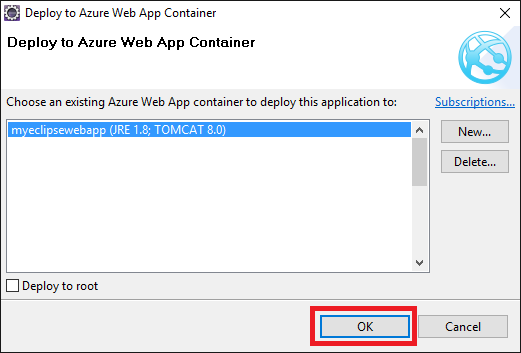 Deploy to Azure Web App Container
Deploy to Azure Web App Container
Choose an existing Azure Web App container to deploy this application to:
Subscriptions...
myeclipsewebapp (JRE 1.8; TOMCAT 8.0)
New...
Delete...
Deploy to root
OK
Cancel